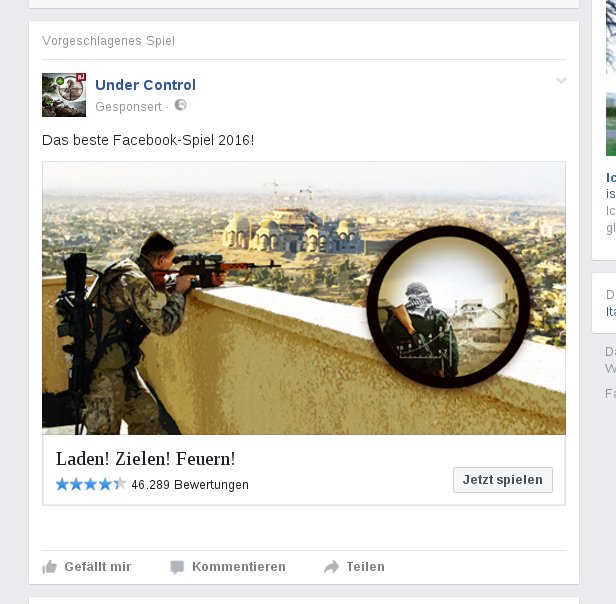 Vorgeschlagenes Spiel
Under Control
Gesponsert ·
Das beste Facebook-Spiel 2016!
Laden! Zielen! Feuern!
46.289 Bewertungen
Jetzt spielen
Gefällt mir Kommentieren Teilen
Ic
is
Ic
gl
D
Ita
Da
W
Fa